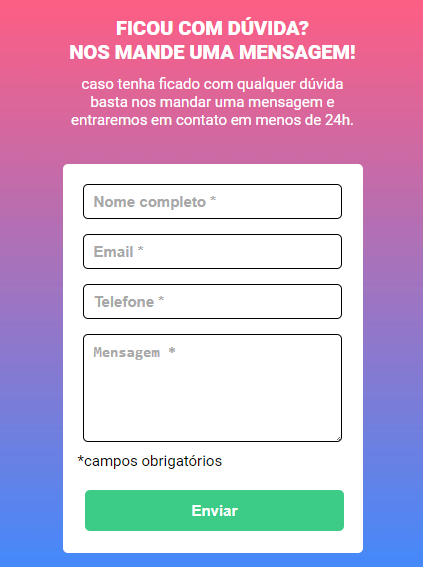 FICOU COM DÚVIDA?
NOS MANDE UMA MENSAGEM!
caso tenha ficado com qualquer dúvida
basta nos mandar uma mensagem e
entraremos em contato em menos de 24h.
Nome completo *
Email *
Telefone *
Mensagem *
*campos obrigatórios
Enviar